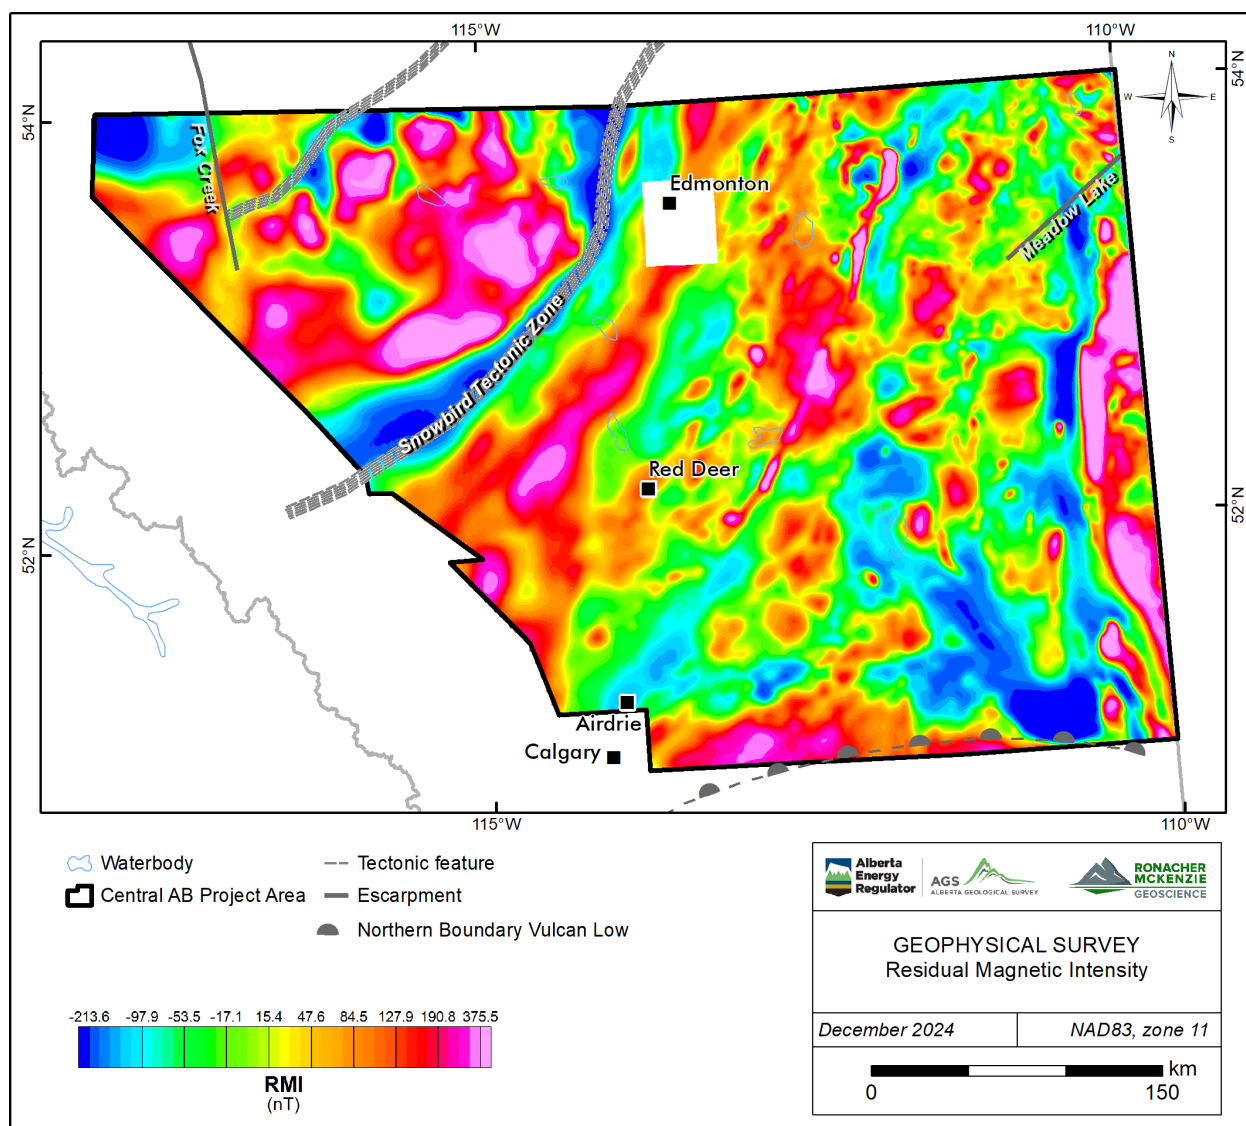 115°W
110°W
54°N
54°N
N
W
E
S
Fox Creek
Edmonton
Meadow Lake
Snowbird Tectonic Zone
Red Deer
52°N
52°N
Airdrie
Calgary
115°W
110°W
Waterbody
Tectonic feature
Central AB Project Area
Escarpment
Northern Boundary Vulcan Low
-213.6 -97.9 -53.5 -17.1 15.4 47.6 84.5 127.9 190.8 375.5
RMI
(nT)
Alberta
Energy
Regulator
AGS
ALBERTA GEOLOGICAL SURVEY
RONACHER
MCKENZIE
GEOSCIENCE
GEOPHYSICAL SURVEY
Residual Magnetic Intensity
December 2024
NAD83, zone 11
km
0
150